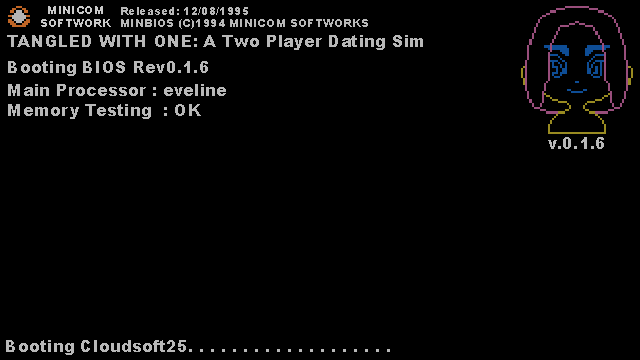 MINICOM
SOFTWORK
Released: 12/08/1995
MINBIOS (C)1994 MINICOM SOFTWORKS
TANGLED WITH ONE: A Two Player Dating Sim
Booting BIOS Rev0.1.6
Main Processor : eveline
Memory Testing : OK
v.0.1.6
Booting Cloudsoft25. . . . . . . . . . . . . . . . . . .